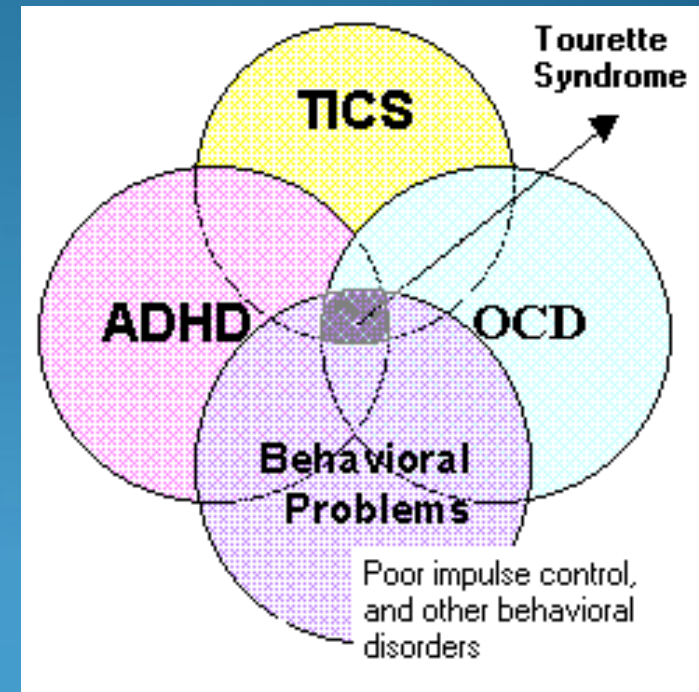 Tourette
Syndrome
TICS
ADHD
OCD
Behavioral
Problems
Poor impulse control,
and other behavioral
disorders